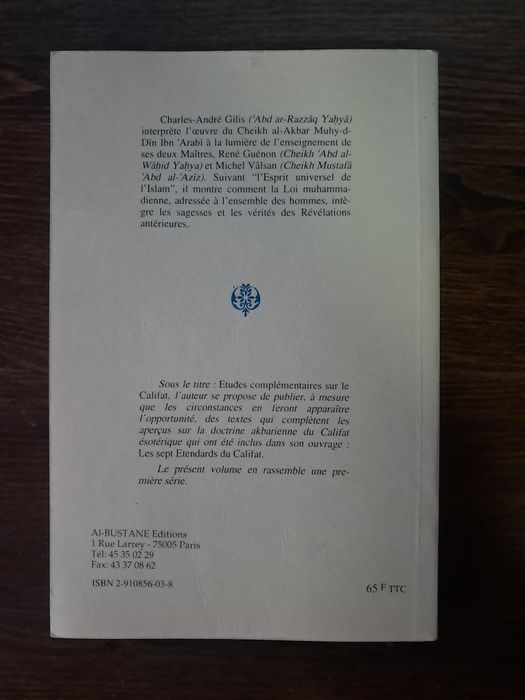 Charles-André Gilis ('Abd ar-Razzâq Yaḥyâ)
interprète l'œuvre du Cheikh al-Akbar Muhy-d-
Dîn Ibn 'Arabî à la lumière de l'enseignement de
ses deux Maîtres, René Guénon (Cheikh 'Abd al-
Wâḥid Yaḥya) et Michel Vâlsan (Cheikh Mustafâ
'Abd al-'Azîz). Suivant "l'Esprit universel de
l'Islam", il montre comment la Loi muhamma-
dienne, adressée à l'ensemble des hommes, intè-
gre les sagesses et les vérités des Révélations
antérieures.
Sous le titre : Etudes complémentaires sur le
Califat, l'auteur se propose de publier, à mesure
que les circonstances en feront apparaître
l'opportunité, des textes qui complètent les
aperçus sur la doctrine akbarienne du Califat
ésotérique qui ont été inclus dans son ouvrage :
Les sept Etendards du Califat.
Le présent volume en rassemble une pre-
mière série.
Al-BUSTANE Editions
1 Rue Larrey - 75005 Paris
Tél: 45 35 02 29
Fax: 43 37 08 62
ISBN 2-910856-03-8
65 F TTC